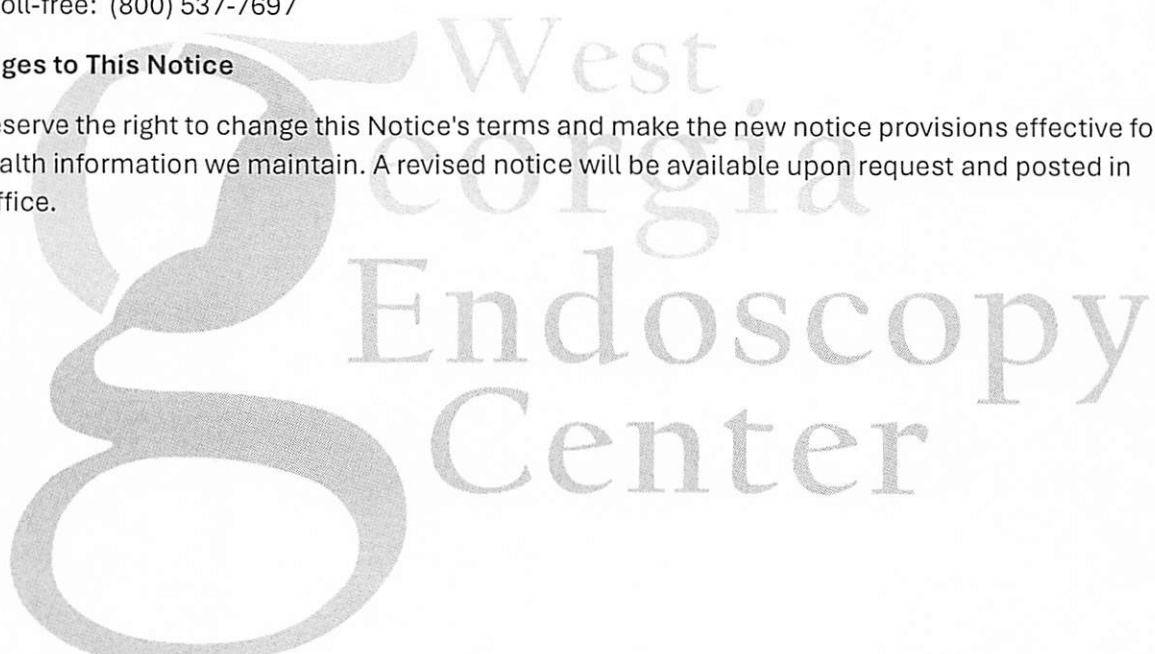 oll-free: (800) 537-7697
ges to This Notice
eserve the right to change this Notice's terms and make the new notice provisions effective fo
alth information we maintain. A revised notice will be available upon request and posted in
ffice.
West
georgia
Endoscopy
Center